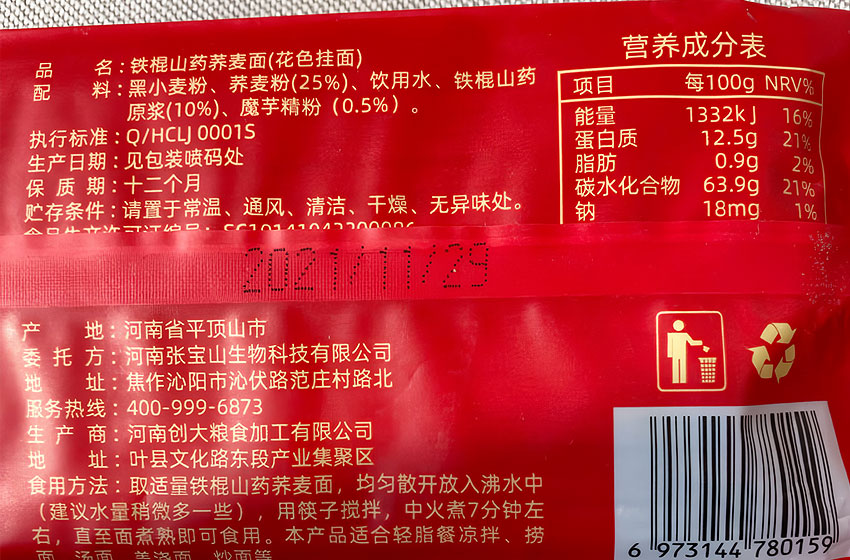 品 名:铁棍山药荞麦面(花色挂面)
配 料:黑小麦粉、荞麦粉(25%)、饮用水、铁棍山药
原浆(10%)、魔芋精粉(0.5%)。
执行标准:Q/HCLJ 0001S
生产日期:见包装喷码处
保 质 期:十二个月
贮存条件:请置于常温、通风、清洁、干燥、无异味处。
营养成分表
项目 每100g NRV%
能量 1332kJ 16%
蛋白质 12.5g 21%
脂肪 0.9g 2%
碳水化合物 63.9g 21%
钠 18mg 1%
2021/11/29
产 地:河南省平顶山市
委 托 方:河南张宝山生物科技有限公司
地 址:焦作沁阳市沁伏路范庄村路北
服务热线:400-999-6873
生 产 商:河南创大粮食加工有限公司
地 址:叶县文化路东段产业集聚区
食用方法:取适量铁棍山药荞麦面,均匀散开放入沸水中
(建议水量稍微多一些),用筷子搅拌,中火煮7分钟左
右,直至面煮熟即可食用。本产品适合轻脂餐凉拌、捞
面、汤面、羹浇面、炒面等
6 973144 780159